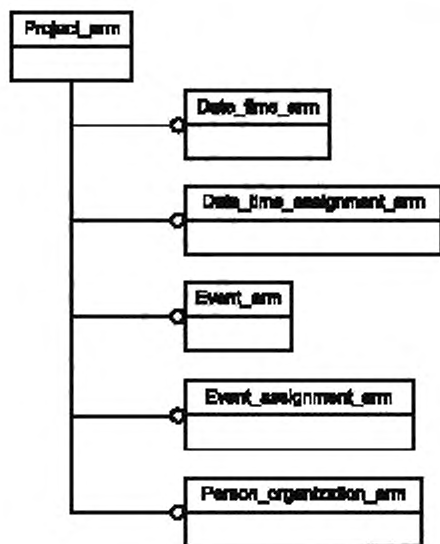 Project_arm
Date_time_arm
Date_time_assignment_arm
Event_arm
Event_assignment_arm
Person_organization_arm